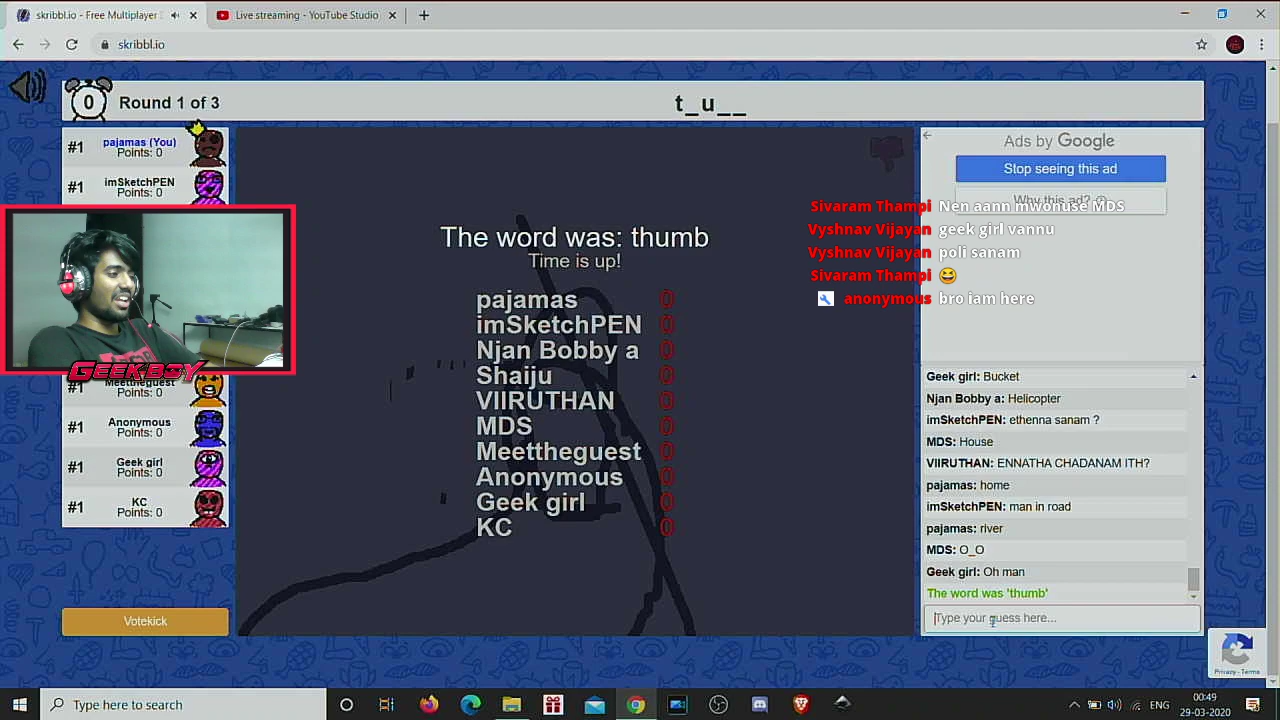 skribbl.io - Free Multiplayer
Live streaming - YouTube Studio
skribbl.io
0
Round 1 of 3
t_u__
#1
pajamas (You)
Points: 0
#1
imSketchPEN
Points: 0
GEEKBOY
#1
Meettheguest
Points: 0
#1
Anonymous
Points: 0
#1
Geek girl
Points: 0
#1
KC
Points: 0
Votekick
The word was: thumb
Time is up!
pajamas 0
imSketchPEN 0
Njan Bobby a 0
Shaiju 0
VIIRUTHAN 0
MDS 0
Meettheguest 0
Anonymous 0
Geek girl 0
KC 0
Ads by Google
Stop seeing this ad
Why this ad?
Sivaram Thampi Nen aann mwonuse MDS
Vyshnav Vijayan geek girl vannu
Vyshnav Vijayan poli sanam
Sivaram Thampi 😆
anonymous bro iam here
Geek girl: Bucket
Njan Bobby a: Helicopter
imSketchPEN: ethenna sanam ?
MDS: House
VIIRUTHAN: ENNATHA CHADANAM ITH?
pajamas: home
imSketchPEN: man in road
pajamas: river
MDS: O_O
Geek girl: Oh man
The word was 'thumb'
Type your guess here...
Privacy - Terms
Type here to search
ENG
00:49
29-03-2020